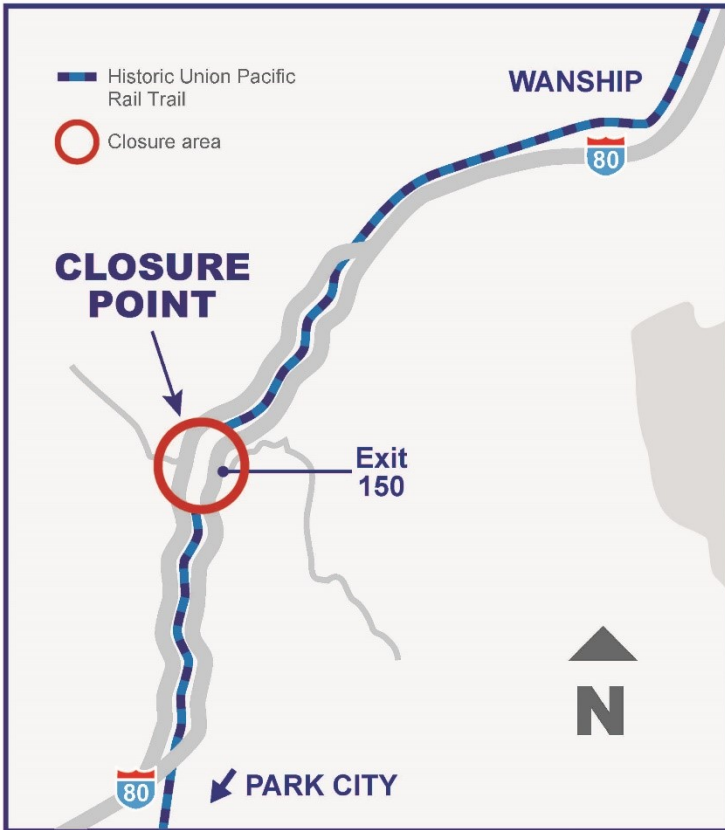 Historic Union Pacific
Rail Trail
Closure area
WANSHIP
80
CLOSURE
POINT
Exit
150
N
80
PARK CITY